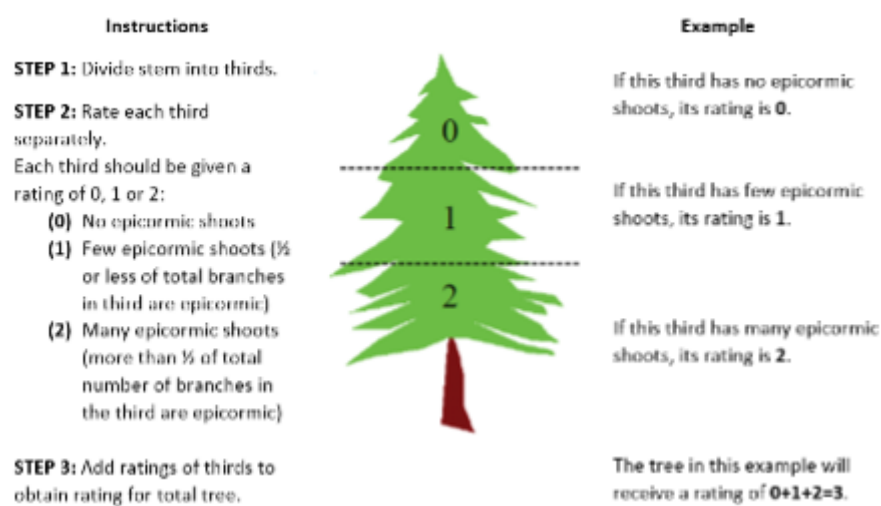 Instructions
STEP 1: Divide stem into thirds.
STEP 2: Rate each third
separately.
Each third should be given a
rating of 0, 1 or 2:
(0) No epicormic shoots
(1) Few epicormic shoots (½
or less of total branches
in third are epicormic)
(2) Many epicormic shoots
(more than ½ of total
number of branches in
the third are epicormic)
STEP 3: Add ratings of thirds to
obtain rating for total tree.
0
1
2
Example
If this third has no epicormic
shoots, its rating is 0.
If this third has few epicormic
shoots, its rating is 1.
If this third has many epicormic
shoots, its rating is 2.
The tree in this example will
receive a rating of 0+1+2=3.